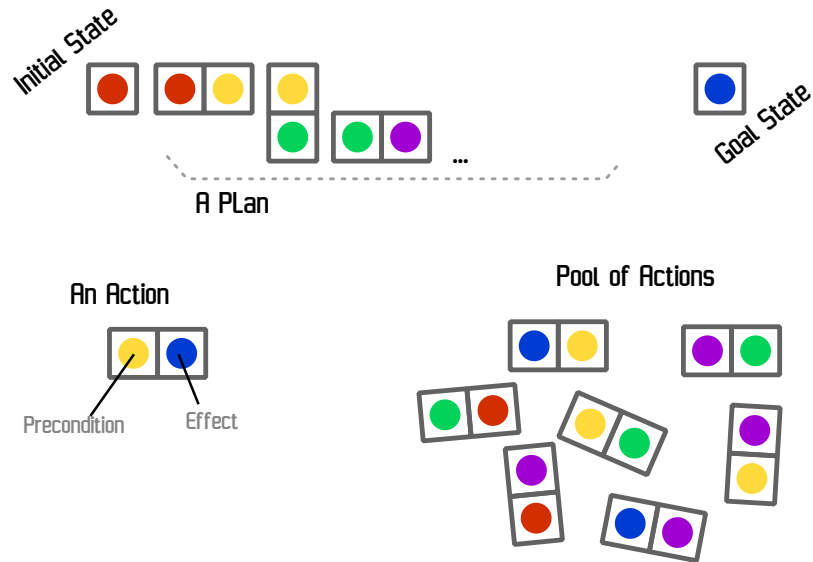 Initial State
Goal State
...
A PLan
Pool of Actions
An Action
Precondition
Effect